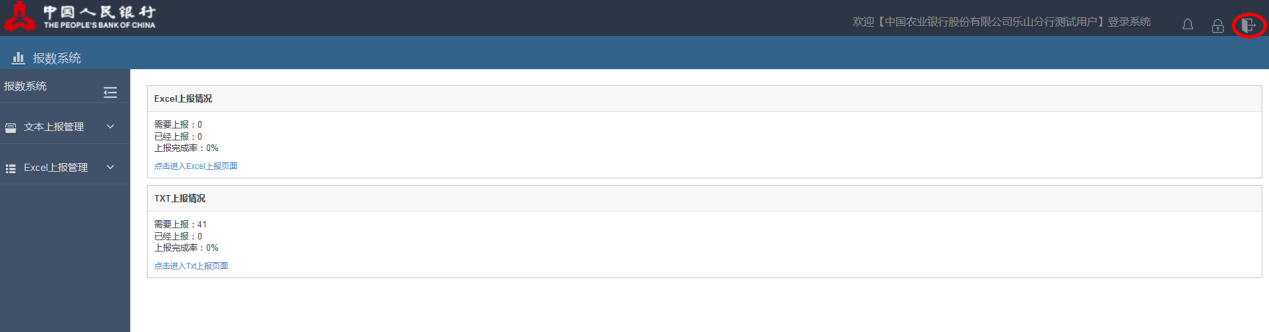 中国人民银行
THE PEOPLE'S BANK OF CHINA
欢迎【中国农业银行股份有限公司乐山分行测试用户】登录系统
报数系统
报数系统
文本上报管理
Excel上报管理
Excel上报情况
需要上报：0
已经上报：0
上报完成率：0%
点击进入Excel上报页面
TXT上报情况
需要上报：41
已经上报：0
上报完成率：0%
点击进入Txt上报页面